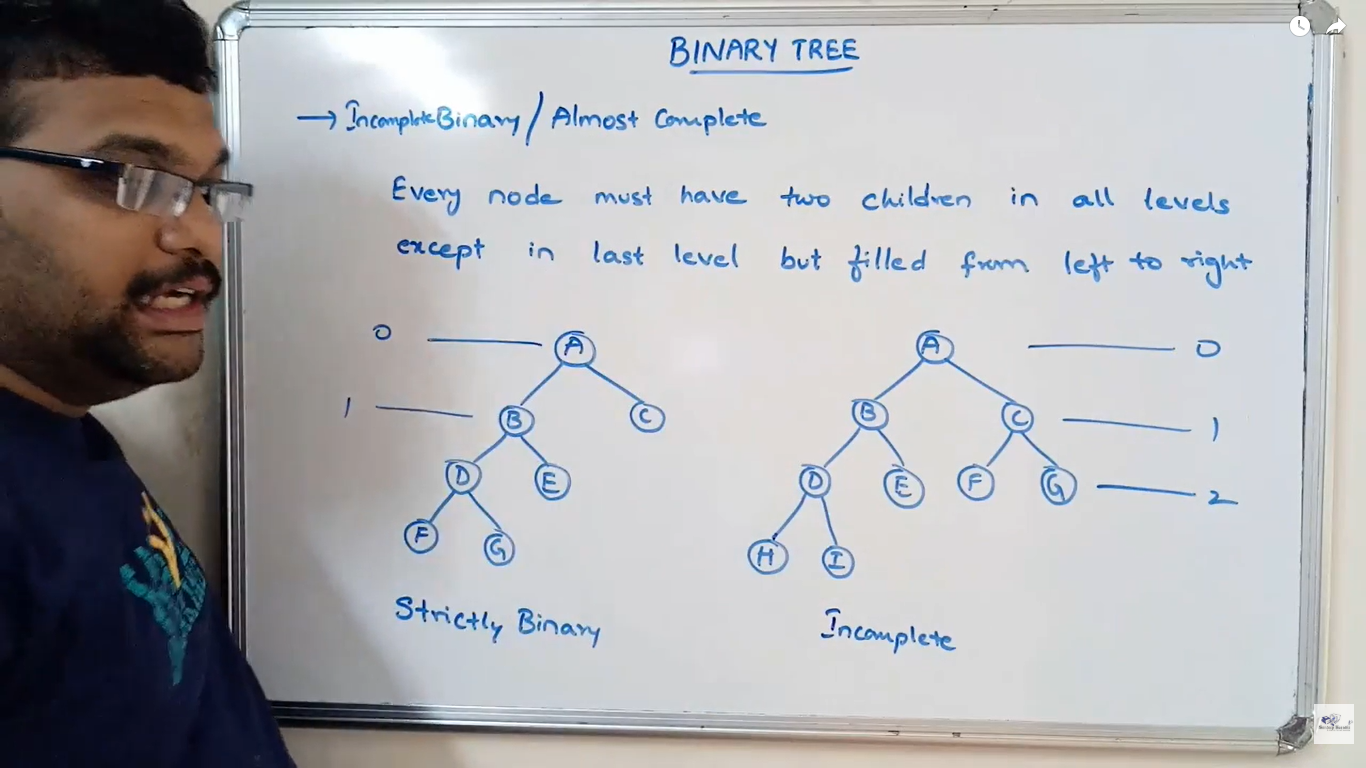 BINARY TREE
→ Incomplete Binary / Almost Complete
Every node must have two children in all levels
except in last level but filled from left to right
0 A A 0
1 B C B C 1
D E D E F G 2
F G H I
Strictly Binary Incomplete